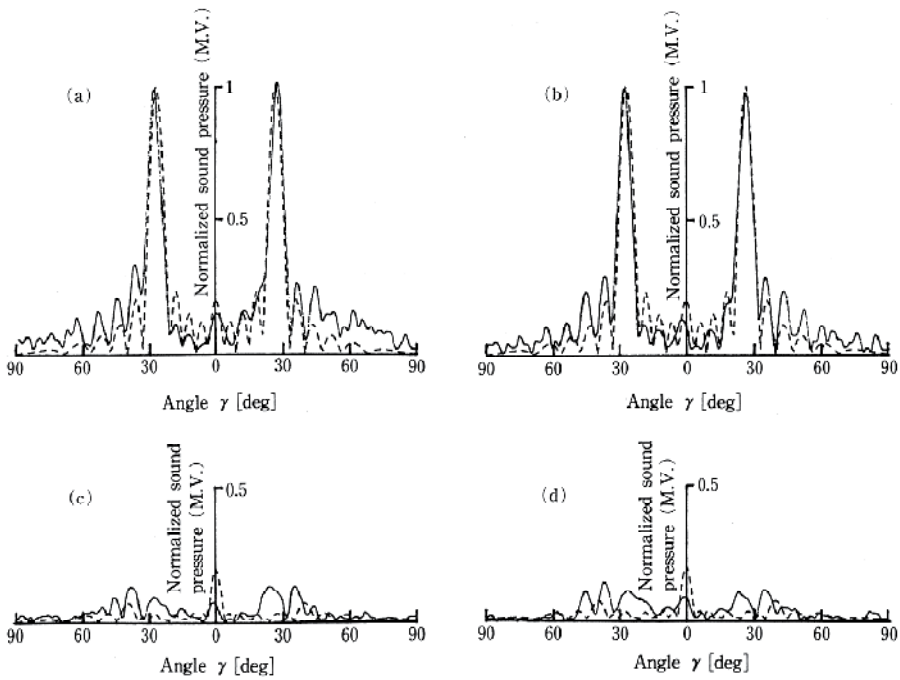 (a)
Normalized sound pressure (M.V.)
1
0.5
90 60 30 0 30 60 90
Angle γ [deg]
(b)
Normalized sound pressure (M.V.)
1
0.5
90 60 30 0 30 60 90
Angle γ [deg]
(c)
Normalized sound
pressure (M.V.)
0.5
90 60 30 0 30 60 90
Angle γ [deg]
(d)
Normalized sound
pressure (M.V.)
0.5
90 60 30 0 30 60 90
Angle γ [deg]